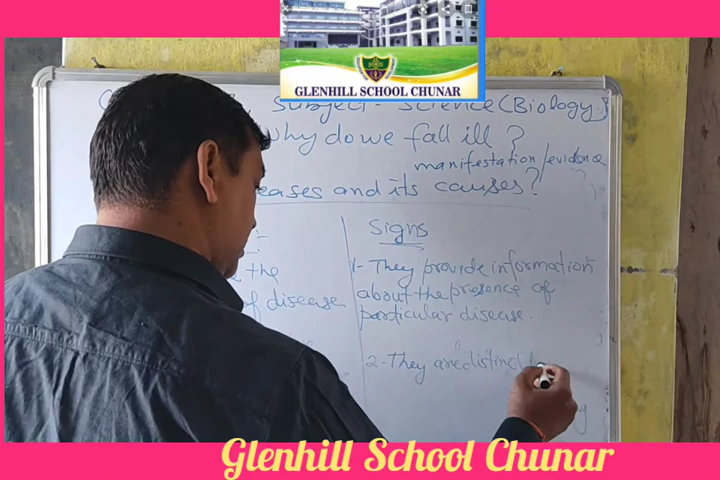 GLENHILL SCHOOL CHUNAR
Subject - Science (Biology)
Why do we fall ill ?
manifestation/evidence
eases and its causes ?
Signs
1- They provide information
about the presence of
particular disease.
the
of disease
2- They are distinct
Glenhill School Chunar